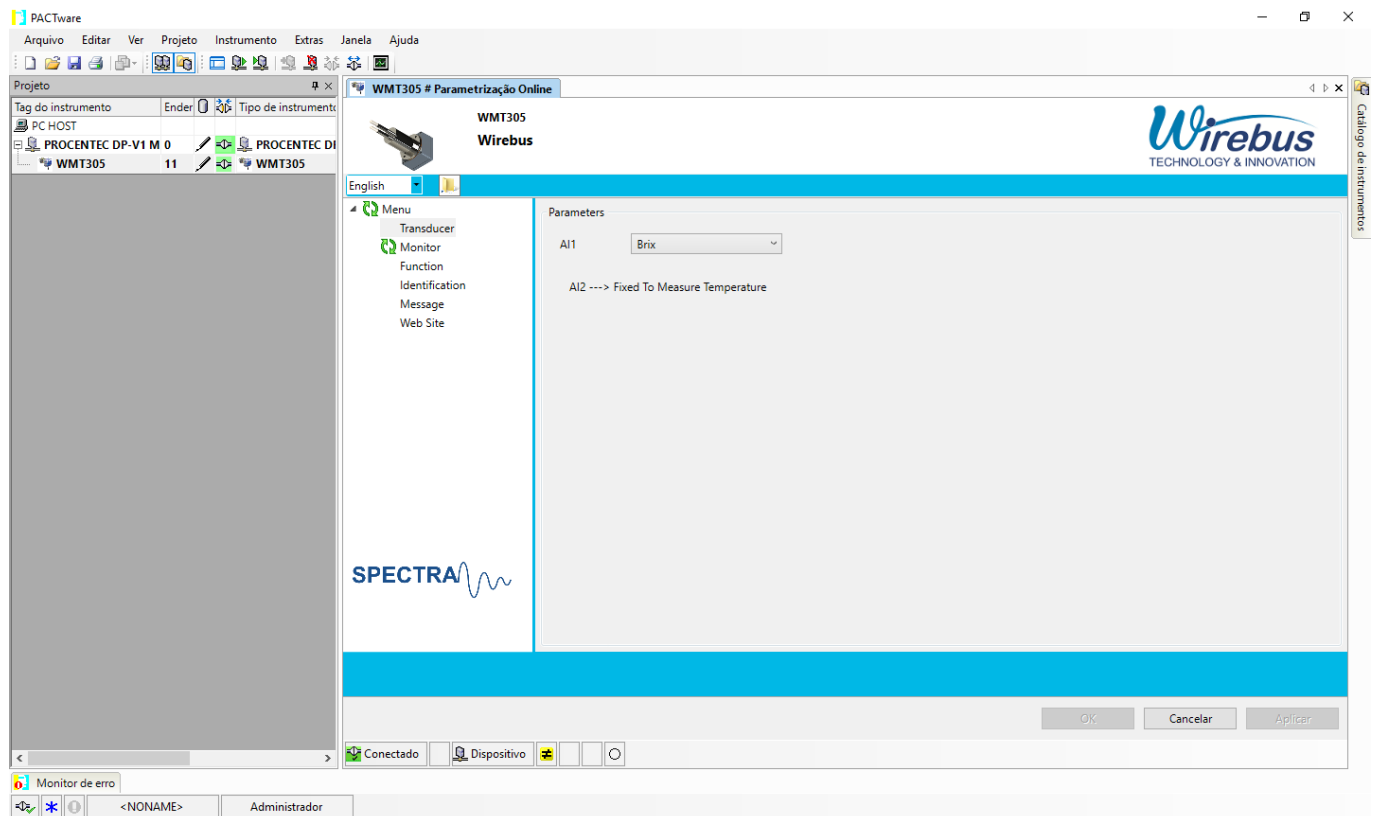 PACTware
Arquivo Editar Ver Projeto Instrumento Extras Janela Ajuda
Projeto
Tag do instrumento Ender Tipo de instrumento
PC HOST
PROCENTEC DP-V1 M 0 PROCENTEC DI
WMT305 11 WMT305
WMT305 # Parametrização Online
WMT305
Wirebus
Wirebus
TECHNOLOGY & INNOVATION
English
Menu
Transducer
Monitor
Function
Identification
Message
Web Site
SPECTRA
Parameters
AI1 Brix
AI2 ---> Fixed To Measure Temperature
OK Cancelar Aplicar
Conectado Dispositivo
Catálogo de instrumentos
Monitor de erro
<NONAME> Administrador